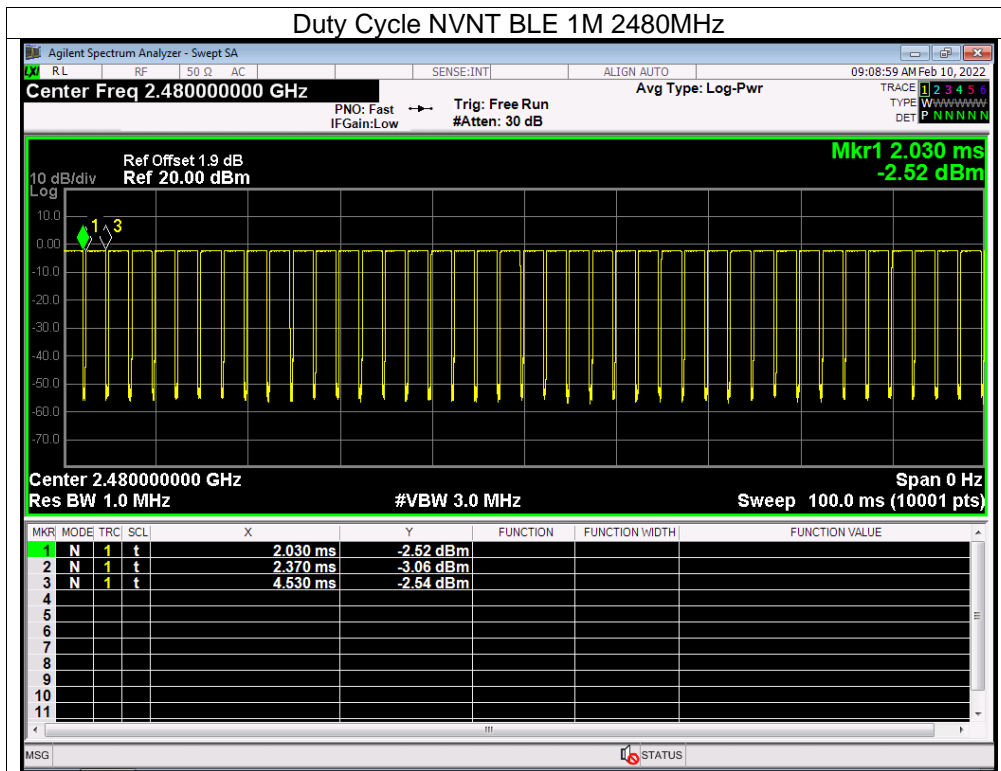 Duty Cycle NVNT BLE 1M 2480MHz
Agilent Spectrum Analyzer - Swept SA
LXI RL RF 50 Ω AC SENSE:INT ALIGN AUTO 09:08:59 AM Feb 10, 2022
Center Freq 2.480000000 GHz Avg Type: Log-Pwr TRACE 1 2 3 4 5 6
PNO: Fast Trig: Free Run TYPE WWWWWW
IFGain:Low #Atten: 30 dB DET P N N N N N
Mkr1 2.030 ms
-2.52 dBm
Ref Offset 1.9 dB
10 dB/div Ref 20.00 dBm
Log
10.0
1 3
0.00
-10.0
-20.0
-30.0
-40.0
-50.0
-60.0
-70.0
Center 2.480000000 GHz Span 0 Hz
Res BW 1.0 MHz #VBW 3.0 MHz Sweep 100.0 ms (10001 pts)
MKR MODE TRC SCL X Y FUNCTION FUNCTION WIDTH FUNCTION VALUE
1 N 1 t 2.030 ms -2.52 dBm
2 N 1 t 2.370 ms -3.06 dBm
3 N 1 t 4.530 ms -2.54 dBm
4
5
6
7
8
9
10
11
MSG STATUS